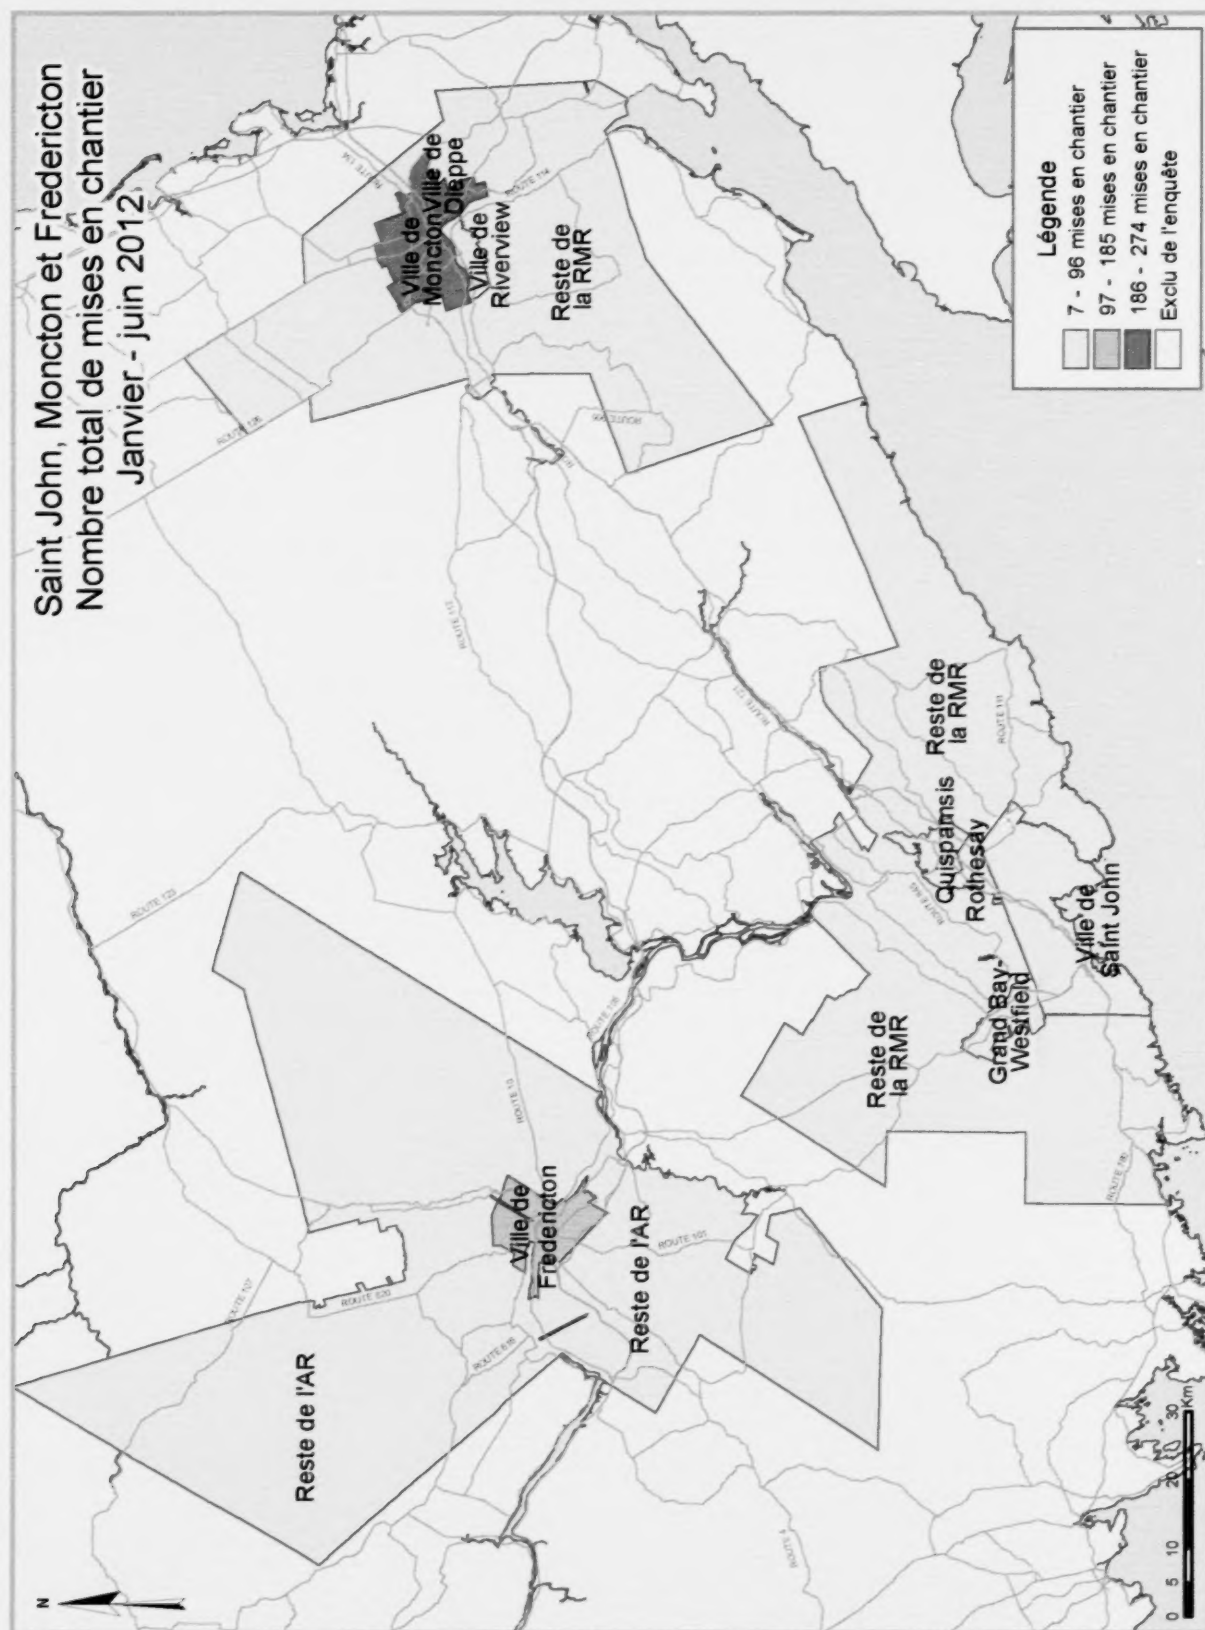 Saint John, Moncton et Fredericton
Nombre total de mises en chantier
Janvier - juin 2012
N
Reste de l'AR
ROUTE 107
ROUTE 620
ROUTE 616
Ville de
Fredericton
Reste de l'AR
ROUTE 101
ROUTE 10
ROUTE 123
ROUTE 126
ROUTE 112
ROUTE 121
Ville de
Moncton
Ville de
Dieppe
Ville de
Riverview
Reste de
la RMR
Reste de
la RMR
ROUTE 111
Quispamsis
Rothesay
ROUTE 845
Reste de
la RMR
Grand Bay-
Westfield
Ville de
Saint John
Légende
7 - 96 mises en chantier
97 - 185 mises en chantier
186 - 274 mises en chantier
Exclu de l'enquête
0 5 10 20 30
Km